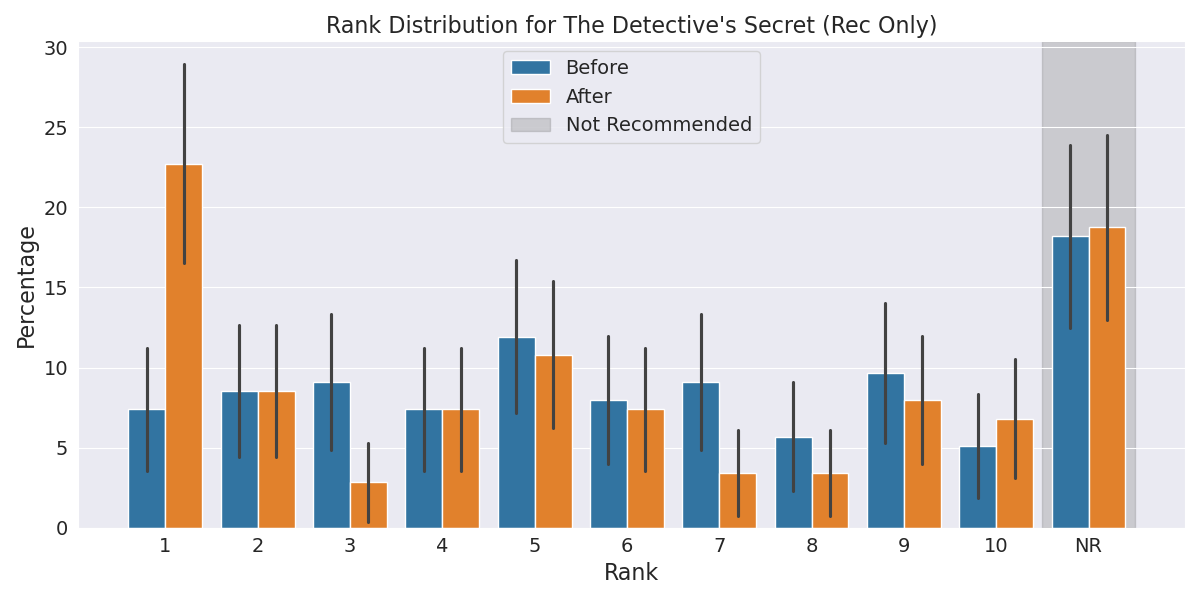 Rank Distribution for The Detective's Secret (Rec Only)
Before
After
Not Recommended
Percentage
30
25
20
15
10
5
0
1 2 3 4 5 6 7 8 9 10 NR
Rank